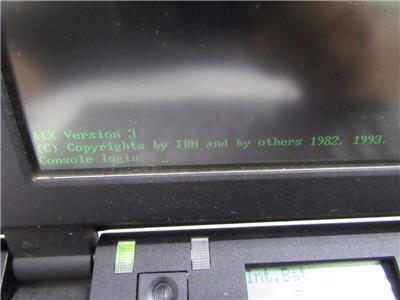 AIX Version 3
(C) Copyrights by IBM and by others 1982, 1993.
Console login: _
Int.Bat